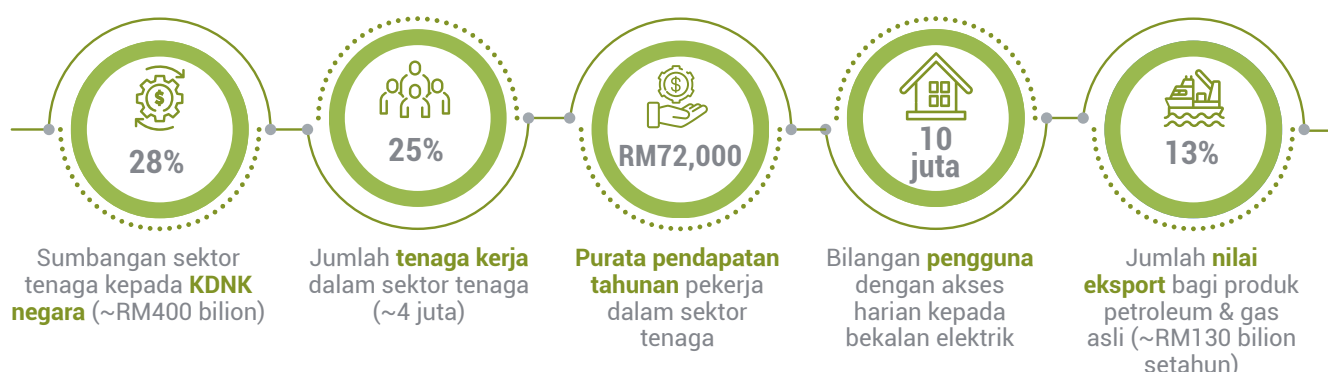 28%
Sumbangan sektor
tenaga kepada KDNK
negara (~RM400 bilion)
25%
Jumlah tenaga kerja
dalam sektor tenaga
(~4 juta)
RM72,000
Purata pendapatan
tahunan pekerja
dalam sektor
tenaga
10
juta
Bilangan pengguna
dengan akses
harian kepada
bekalan elektrik
13%
Jumlah nilai
eksport bagi produk
petroleum & gas
asli (~RM130 bilion
setahun)